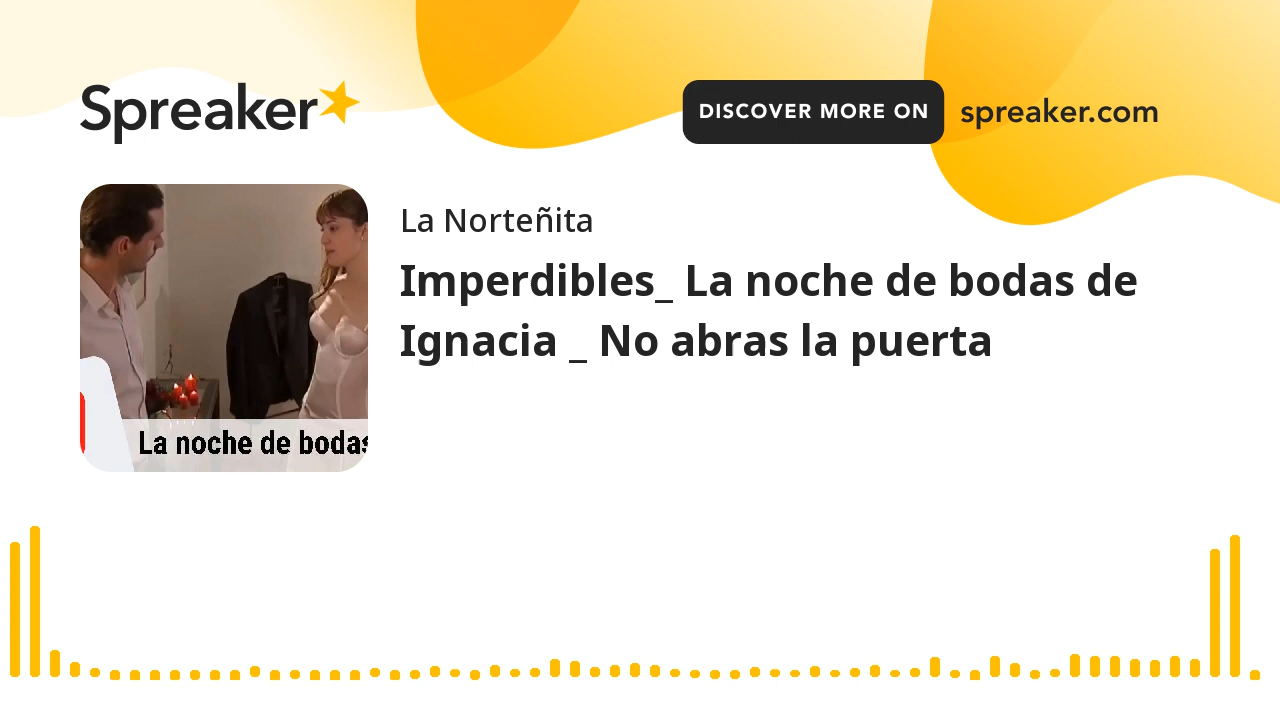 Spreaker
DISCOVER MORE ON spreaker.com
La Norteñita
Imperdibles_ La noche de bodas de
Ignacia _ No abras la puerta
La noche de bodas